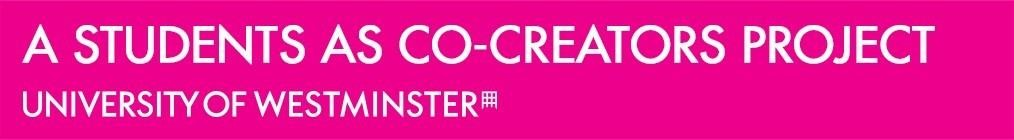 A STUDENTS AS CO-CREATORS PROJECT
UNIVERSITY OF WESTMINSTER